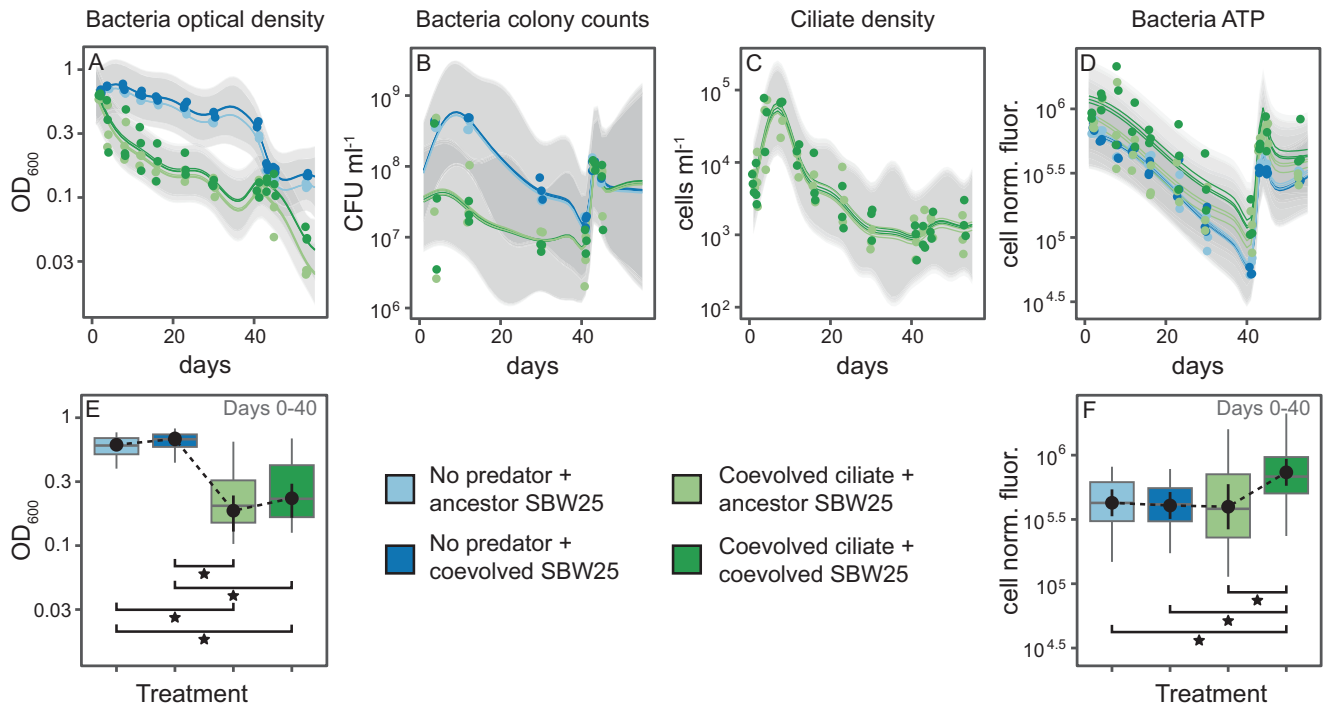 Bacteria optical density
Bacteria colony counts
Ciliate density
Bacteria ATP
A
1
0.3
0.1
0.03
OD600
0 20 40
days
B
10^9
10^8
10^7
10^6
CFU ml^-1
0 20 40
days
C
10^5
10^4
10^3
10^2
cells ml^-1
0 20 40
days
D
10^6
10^5.5
10^5
10^4.5
cell norm. fluor.
0 20 40
days
E
Days 0-40
1
0.3
0.1
0.03
OD600
Treatment
No predator +
ancestor SBW25
No predator +
coevolved SBW25
Coevolved ciliate +
ancestor SBW25
Coevolved ciliate +
coevolved SBW25
F
Days 0-40
10^6
10^5.5
10^5
10^4.5
cell norm. fluor.
Treatment